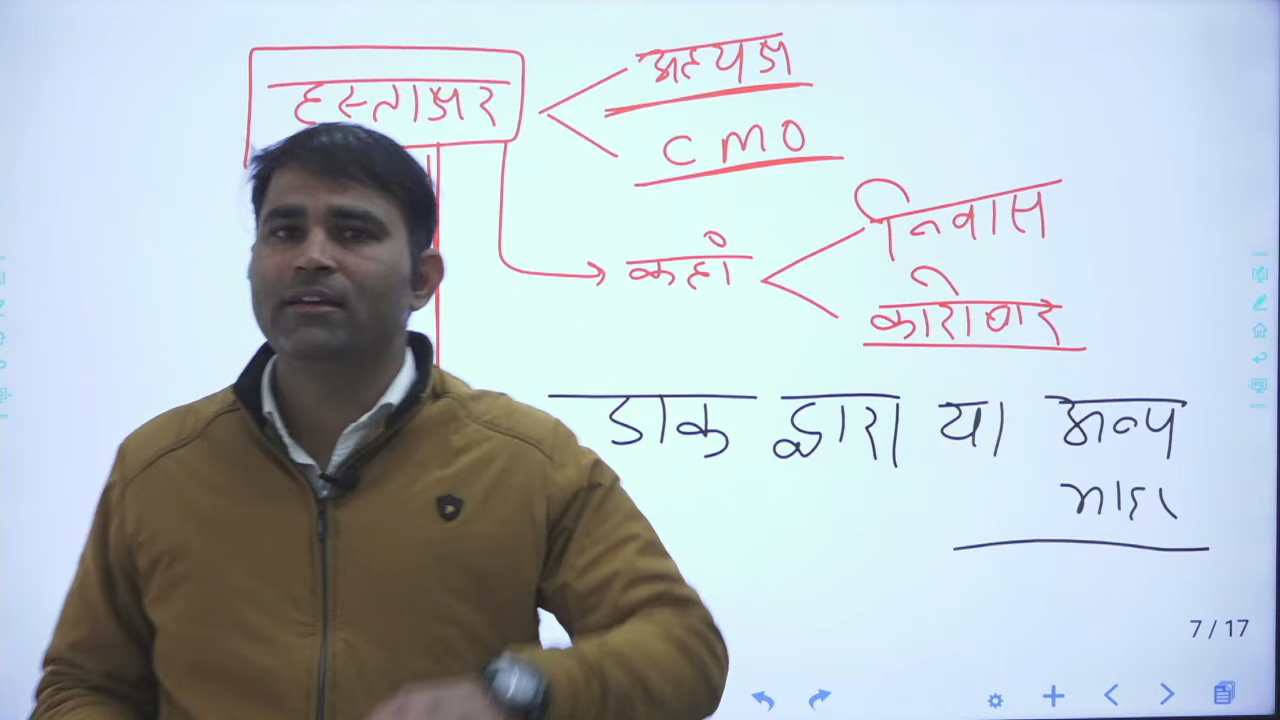 हस्ताक्षर
अध्यक्ष
CMO
कहाँ
निवास
कारोबार
डाक द्वारा या अन्य
7/17